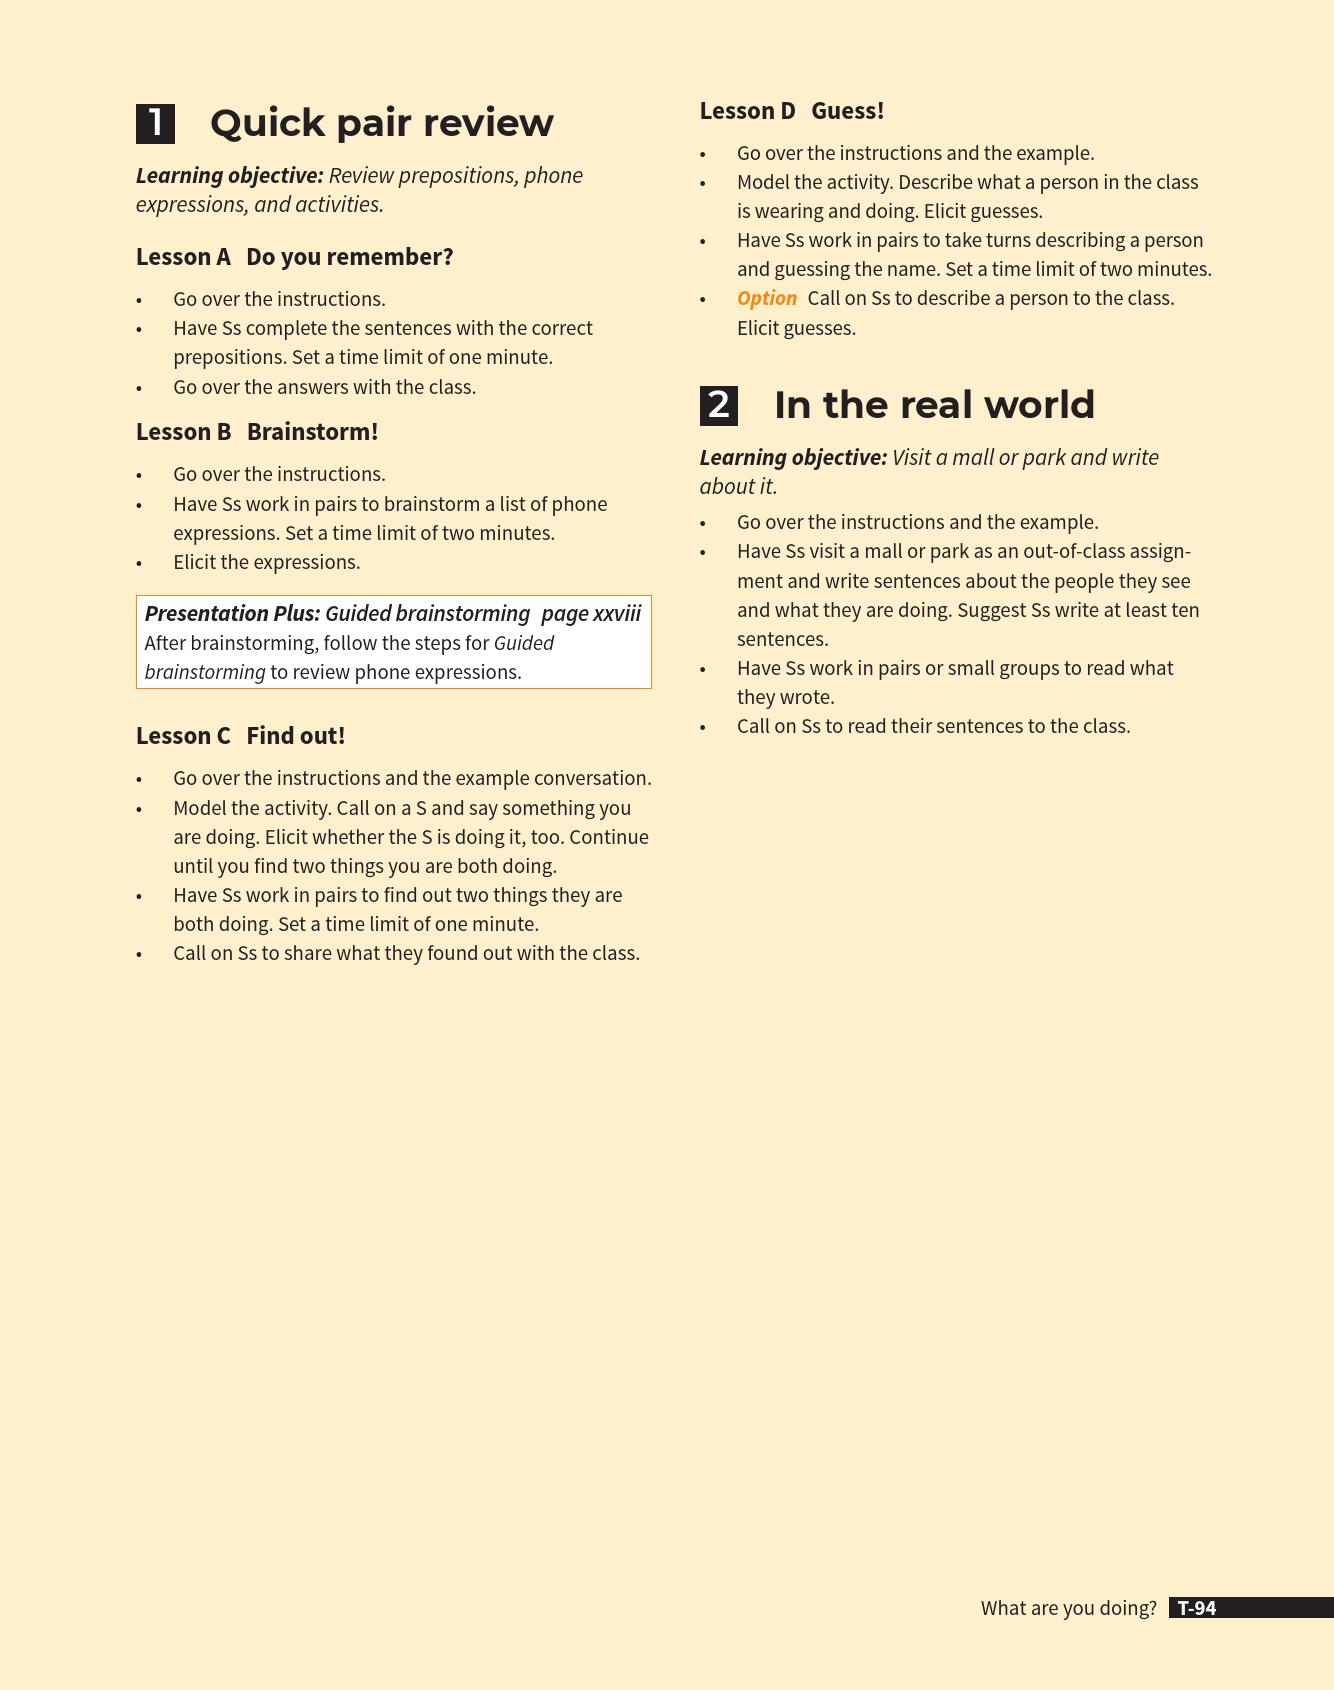 1 Quick pair review
Learning objective: Review prepositions, phone
expressions, and activities.
Lesson A Do you remember?
• Go over the instructions.
• Have Ss complete the sentences with the correct
prepositions. Set a time limit of one minute.
• Go over the answers with the class.
Lesson B Brainstorm!
• Go over the instructions.
• Have Ss work in pairs to brainstorm a list of phone
expressions. Set a time limit of two minutes.
• Elicit the expressions.
Presentation Plus: Guided brainstorming page xxviii
After brainstorming, follow the steps for Guided
brainstorming to review phone expressions.
Lesson C Find out!
• Go over the instructions and the example conversation.
• Model the activity. Call on a S and say something you
are doing. Elicit whether the S is doing it, too. Continue
until you find two things you are both doing.
• Have Ss work in pairs to find out two things they are
both doing. Set a time limit of one minute.
• Call on Ss to share what they found out with the class.
Lesson D Guess!
• Go over the instructions and the example.
• Model the activity. Describe what a person in the class
is wearing and doing. Elicit guesses.
• Have Ss work in pairs to take turns describing a person
and guessing the name. Set a time limit of two minutes.
• Option Call on Ss to describe a person to the class.
Elicit guesses.
2 In the real world
Learning objective: Visit a mall or park and write
about it.
• Go over the instructions and the example.
• Have Ss visit a mall or park as an out-of-class assign-
ment and write sentences about the people they see
and what they are doing. Suggest Ss write at least ten
sentences.
• Have Ss work in pairs or small groups to read what
they wrote.
• Call on Ss to read their sentences to the class.
What are you doing? T-94